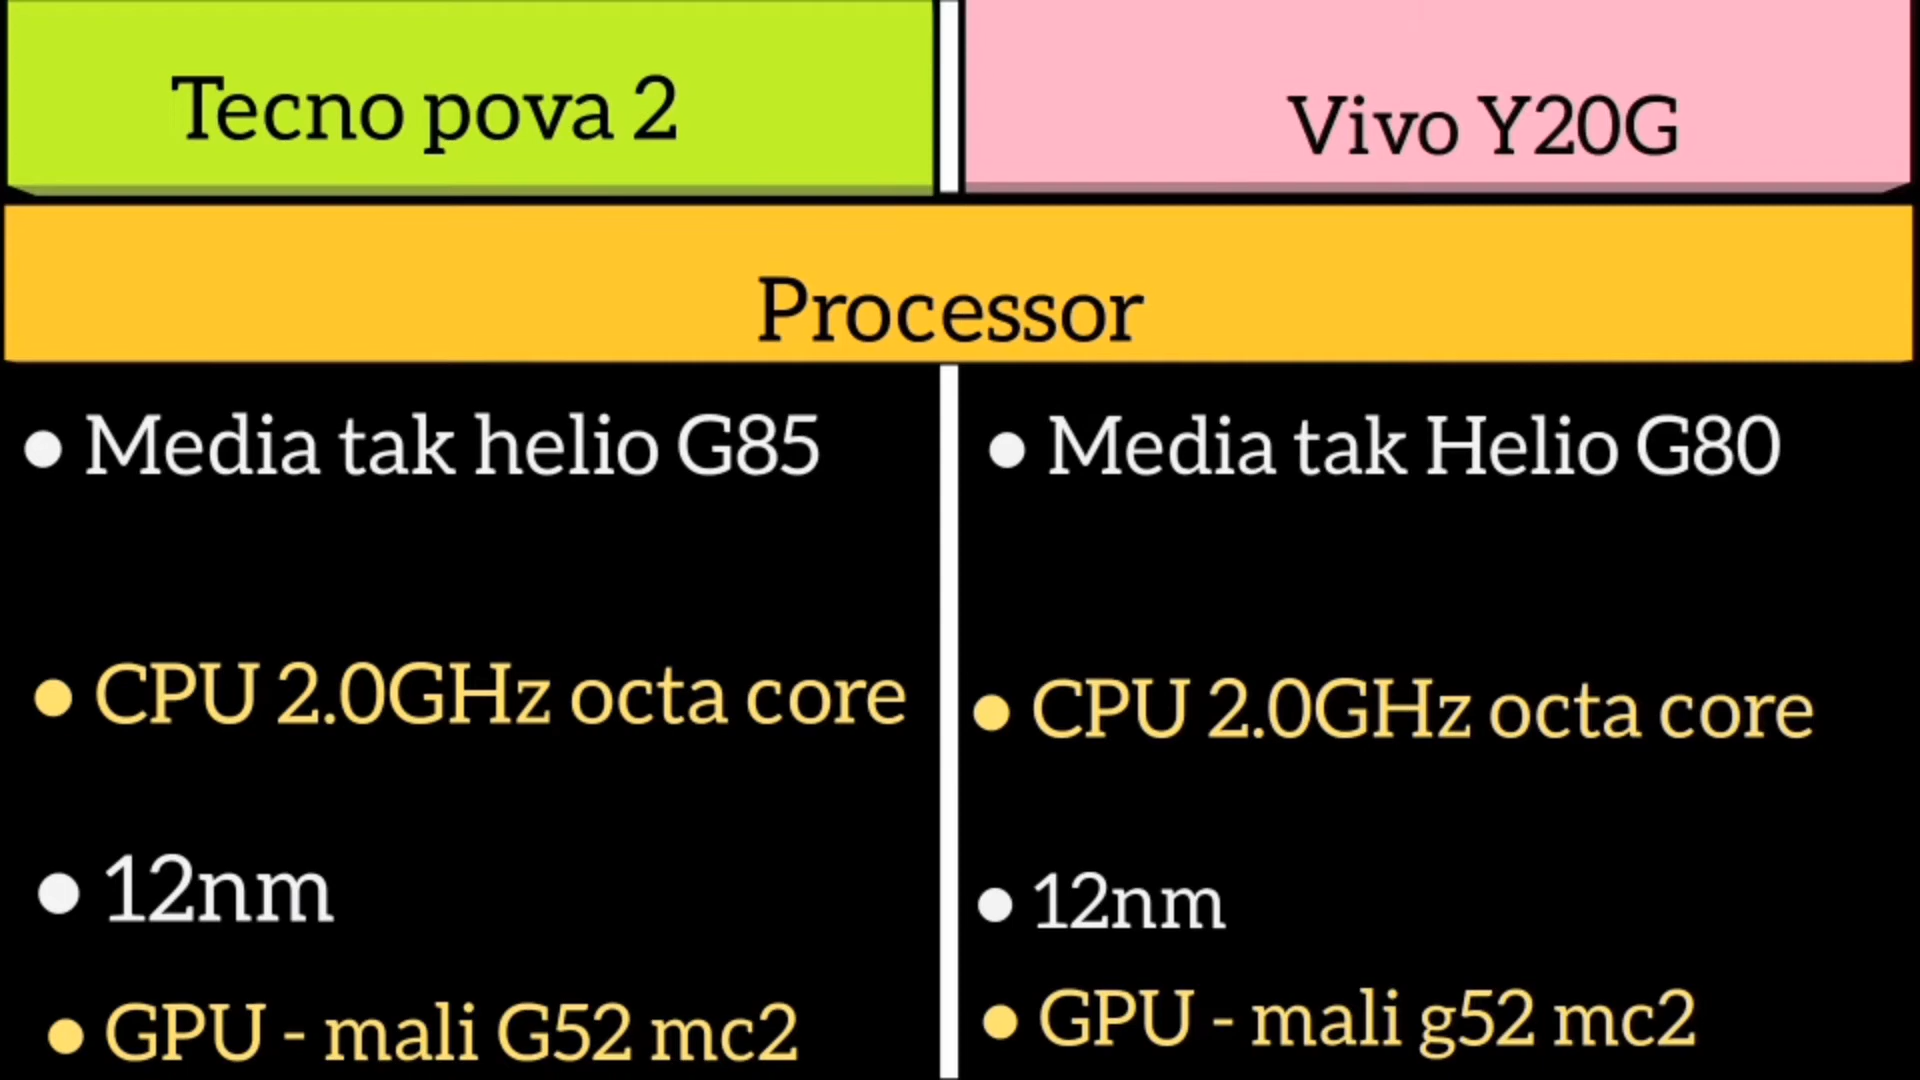 Tecno pova 2
Vivo Y20G
Processor
● Media tak helio G85
● Media tak Helio G80
● CPU 2.0GHz octa core
● CPU 2.0GHz octa core
● 12nm
● 12nm
● GPU - mali G52 mc2
● GPU - mali g52 mc2